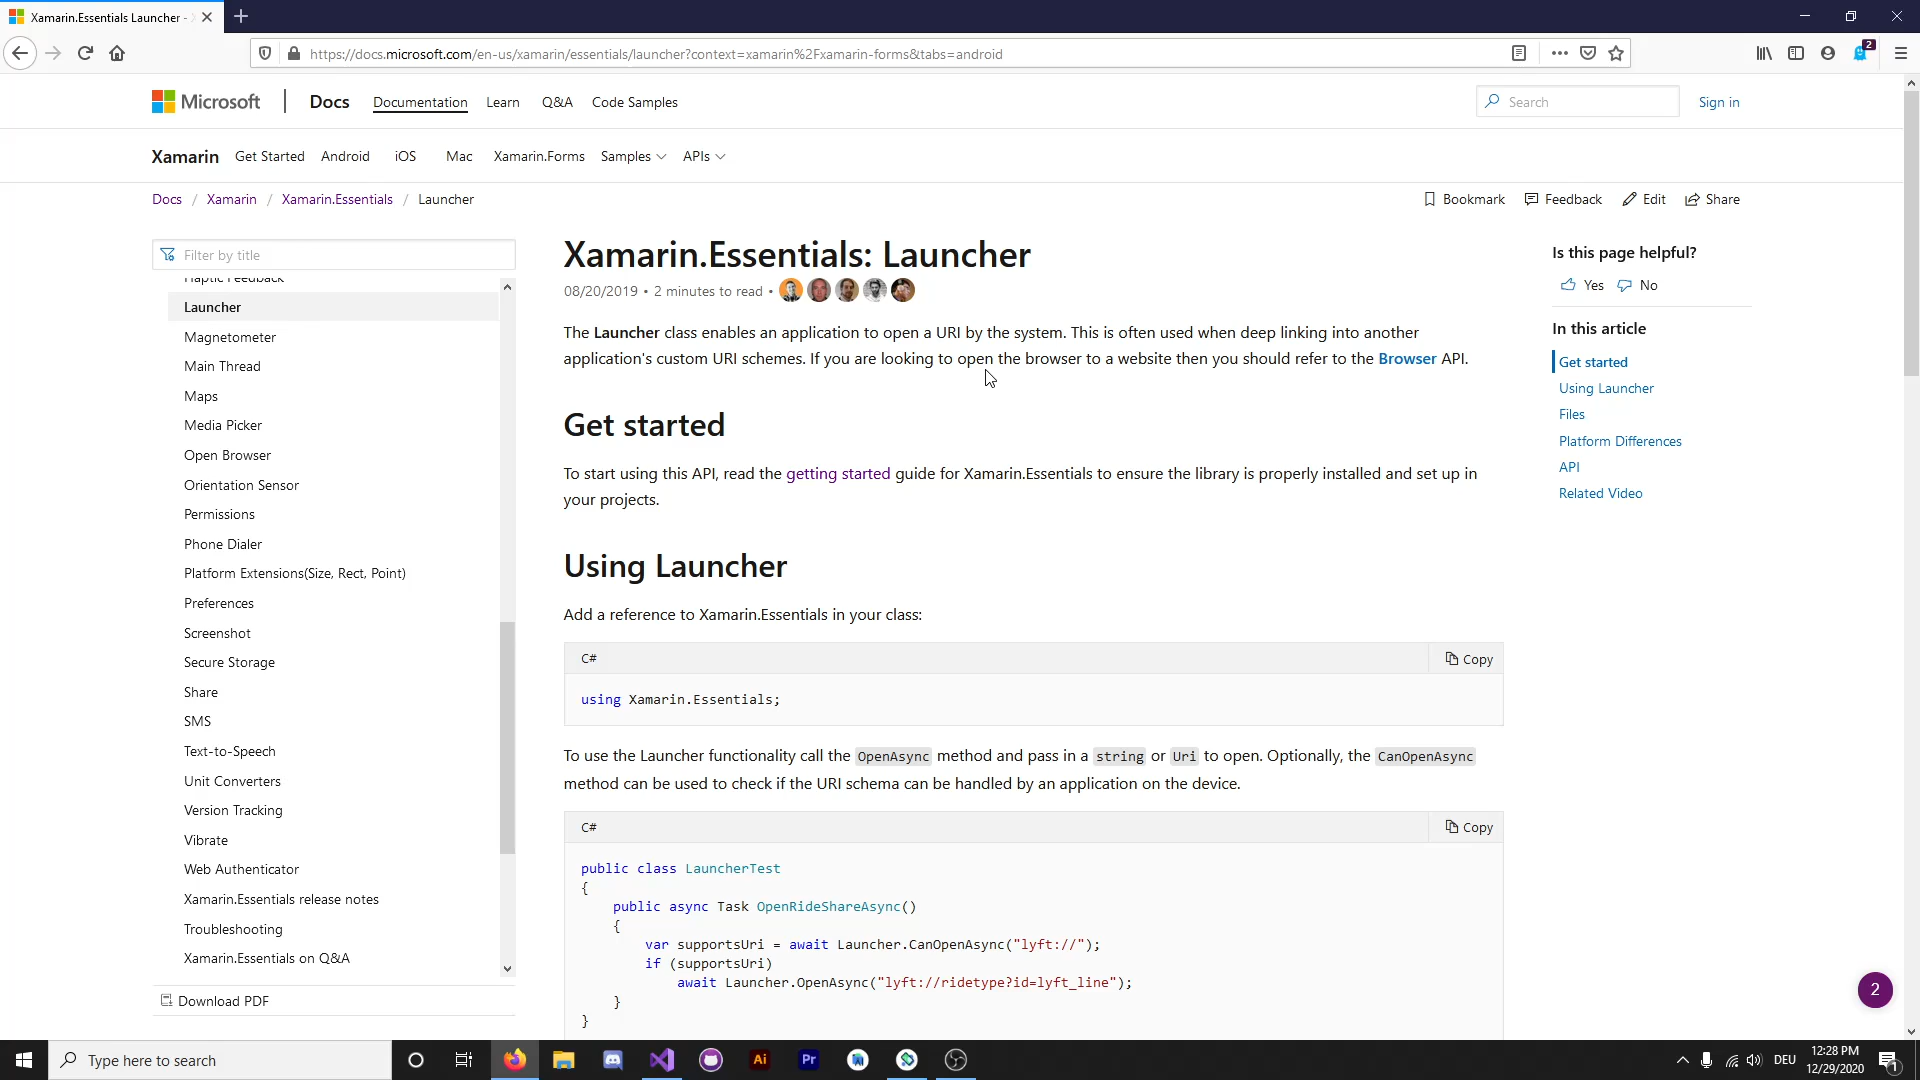 Xamarin.Essentials Launcher -
https://docs.microsoft.com/en-us/xamarin/essentials/launcher?context=xamarin%2Fxamarin-forms&tabs=android
2
Microsoft
Docs
Documentation
Learn
Q&A
Code Samples
Search
Sign in
Xamarin
Get Started
Android
iOS
Mac
Xamarin.Forms
Samples
APIs
Docs / Xamarin / Xamarin.Essentials / Launcher
Bookmark
Feedback
Edit
Share
Filter by title
Haptic Feedback
Launcher
Magnetometer
Main Thread
Maps
Media Picker
Open Browser
Orientation Sensor
Permissions
Phone Dialer
Platform Extensions(Size, Rect, Point)
Preferences
Screenshot
Secure Storage
Share
SMS
Text-to-Speech
Unit Converters
Version Tracking
Vibrate
Web Authenticator
Xamarin.Essentials release notes
Troubleshooting
Xamarin.Essentials on Q&A
Download PDF
Xamarin.Essentials: Launcher
08/20/2019 • 2 minutes to read •
The Launcher class enables an application to open a URI by the system. This is often used when deep linking into another
application's custom URI schemes. If you are looking to open the browser to a website then you should refer to the Browser API.
Get started
To start using this API, read the getting started guide for Xamarin.Essentials to ensure the library is properly installed and set up in
your projects.
Using Launcher
Add a reference to Xamarin.Essentials in your class:
C#
Copy
using Xamarin.Essentials;
To use the Launcher functionality call the OpenAsync method and pass in a string or Uri to open. Optionally, the CanOpenAsync
method can be used to check if the URI schema can be handled by an application on the device.
C#
Copy
public class LauncherTest
{
public async Task OpenRideShareAsync()
{
var supportsUri = await Launcher.CanOpenAsync("lyft://");
if (supportsUri)
await Launcher.OpenAsync("lyft://ridetype?id=lyft_line");
}
}
Is this page helpful?
Yes
No
In this article
Get started
Using Launcher
Files
Platform Differences
API
Related Video
2
Type here to search
Ai
Pr
DEU
12:28 PM
12/29/2020
1